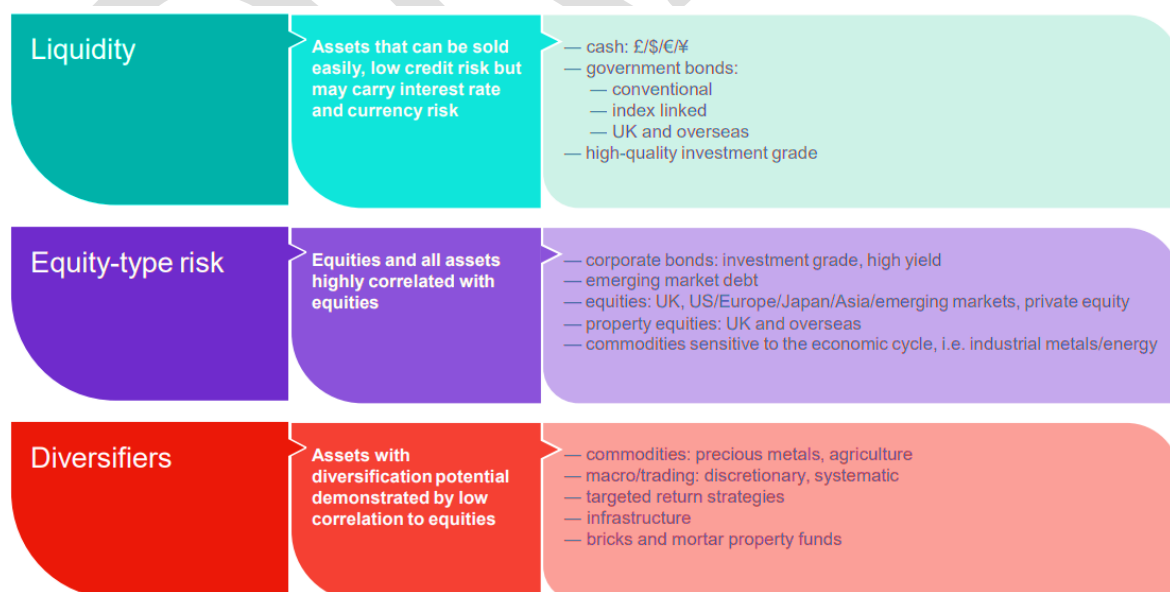 Liquidity
Assets that can be sold
easily, low credit risk but
may carry interest rate
and currency risk
— cash: £/$/€/¥
— government bonds:
— conventional
— index linked
— UK and overseas
— high-quality investment grade
Equity-type risk
Equities and all assets
highly correlated with
equities
— corporate bonds: investment grade, high yield
— emerging market debt
— equities: UK, US/Europe/Japan/Asia/emerging markets, private equity
— property equities: UK and overseas
— commodities sensitive to the economic cycle, i.e. industrial metals/energy
Diversifiers
Assets with
diversification potential
demonstrated by low
correlation to equities
— commodities: precious metals, agriculture
— macro/trading: discretionary, systematic
— targeted return strategies
— infrastructure
— bricks and mortar property funds